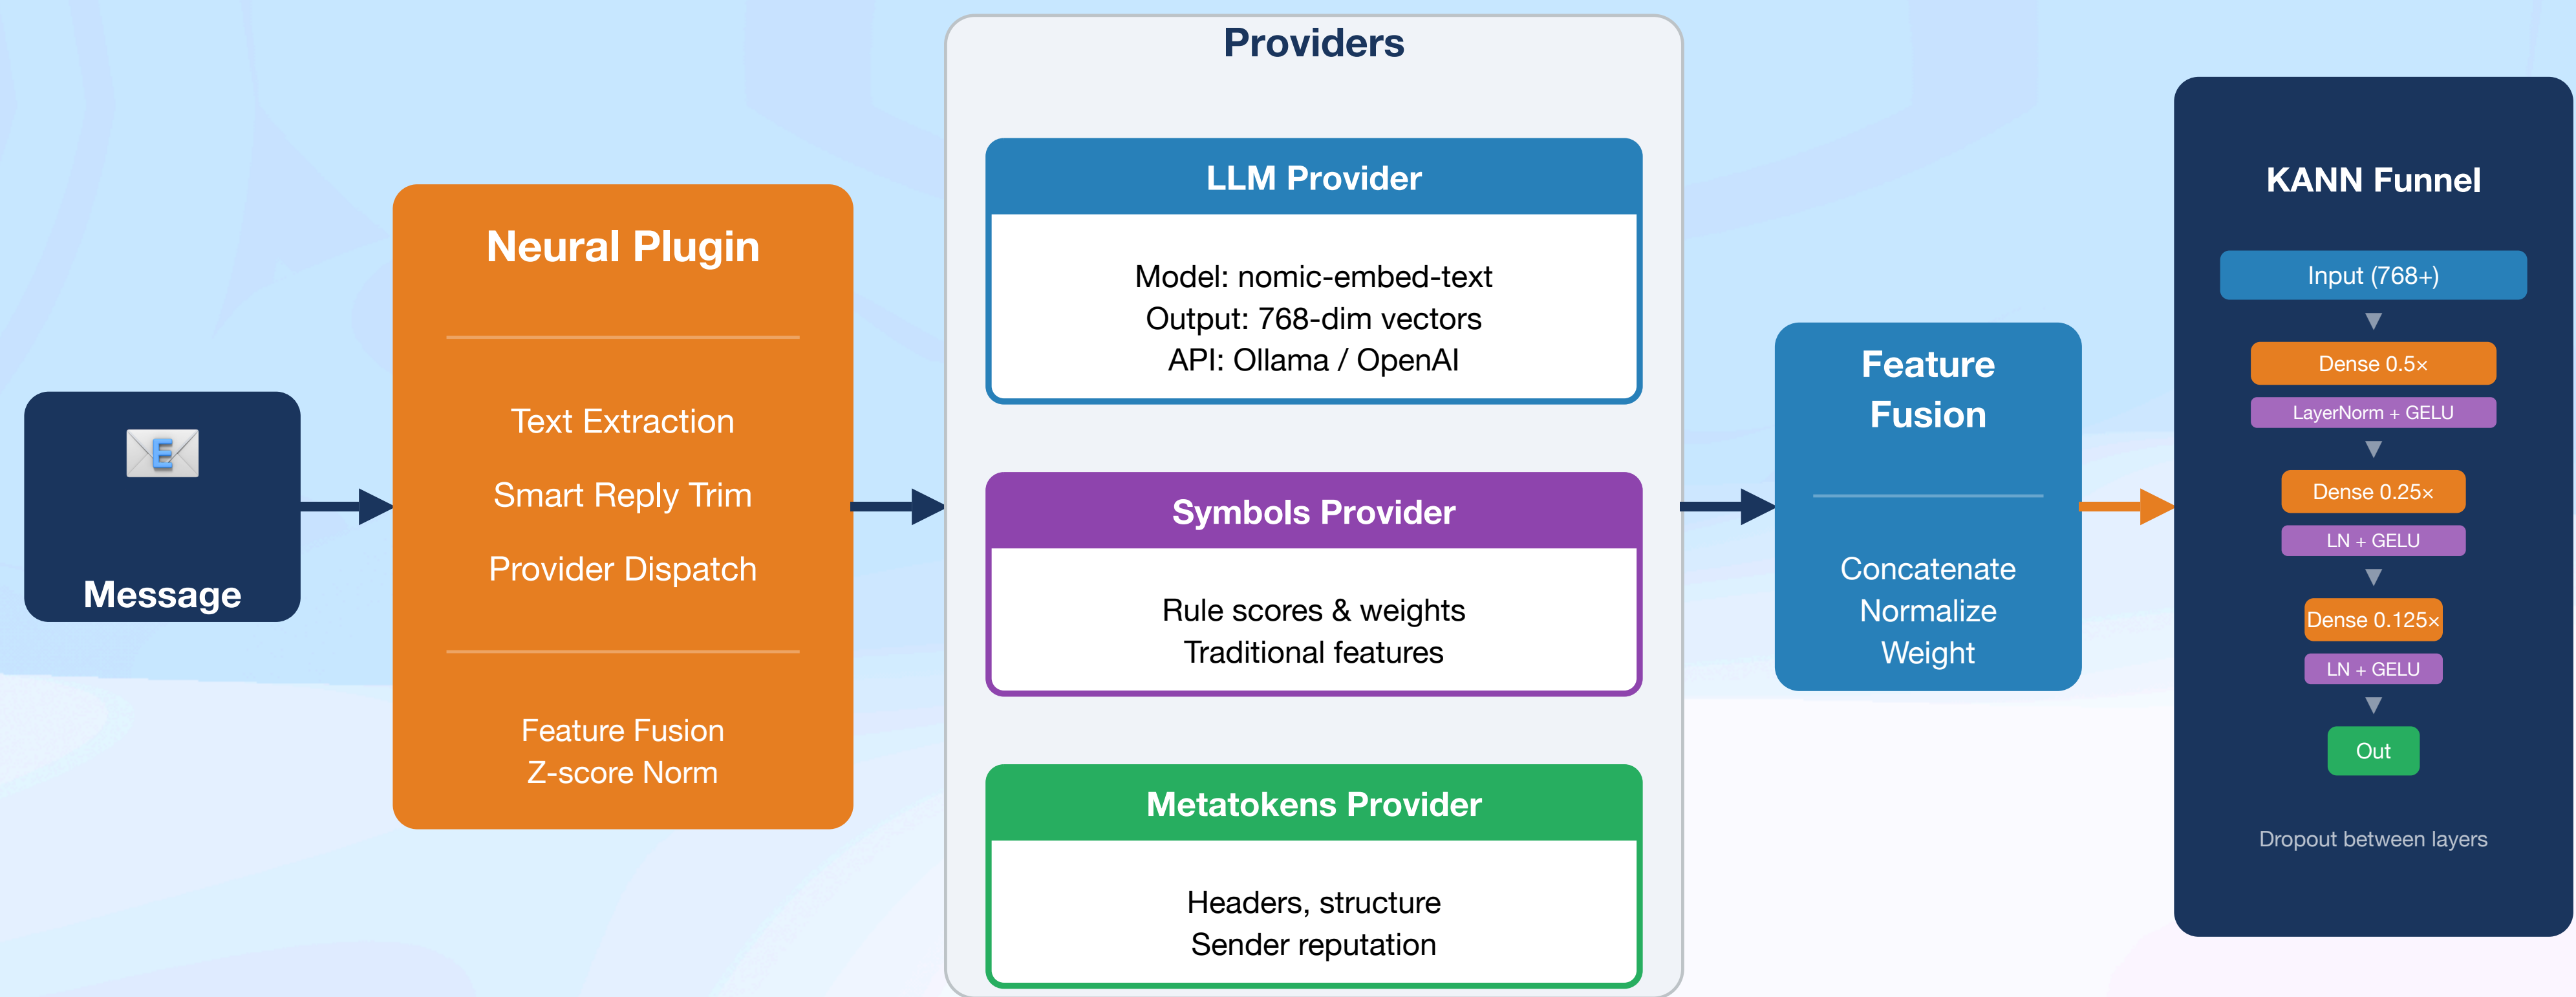 E
Message
Neural Plugin
Text Extraction
Smart Reply Trim
Provider Dispatch
Feature Fusion
Z-score Norm
Providers
LLM Provider
Model: nomic-embed-text
Output: 768-dim vectors
API: Ollama / OpenAI
Symbols Provider
Rule scores & weights
Traditional features
Metatokens Provider
Headers, structure
Sender reputation
Feature
Fusion
Concatenate
Normalize
Weight
KANN Funnel
Input (768+)
Dense 0.5×
LayerNorm + GELU
Dense 0.25×
LN + GELU
Dense 0.125×
LN + GELU
Out
Dropout between layers